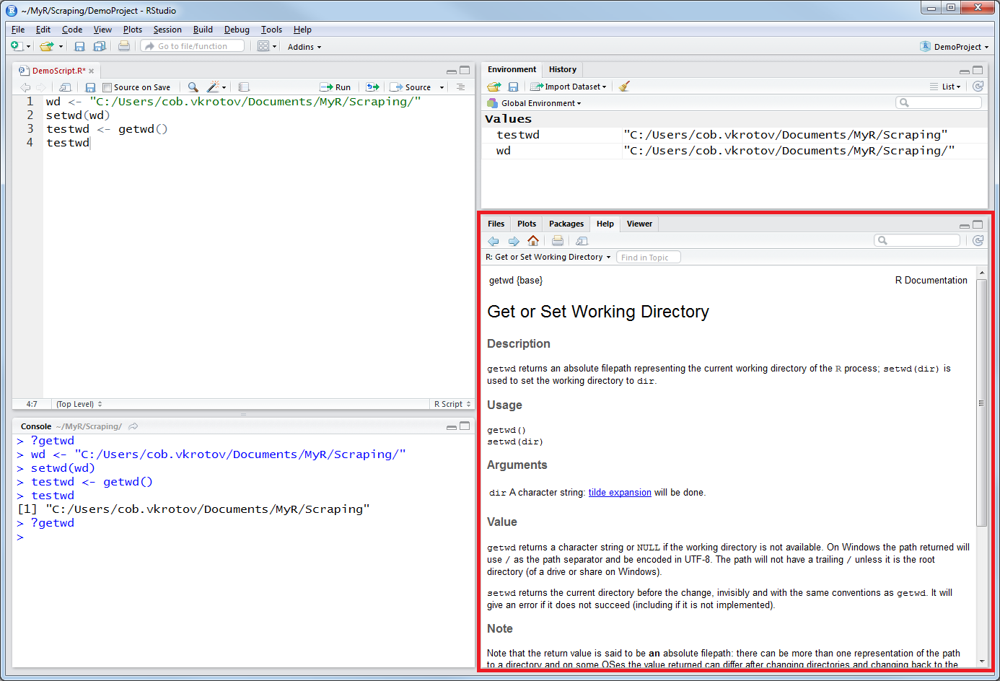 ~/MyR/Scraping/DemoProject - RStudio
File Edit Code View Plots Session Build Debug Tools Help
Go to file/function Addins DemoProject
DemoScript.R*
Source on Save Run Source
1 wd <- "C:/Users/cob.vkrotov/Documents/MyR/Scraping/"
2 setwd(wd)
3 testwd <- getwd()
4 testwd
4:7 (Top Level) R Script
Console ~/MyR/Scraping/
> ?getwd
> wd <- "C:/Users/cob.vkrotov/Documents/MyR/Scraping/"
> setwd(wd)
> testwd <- getwd()
> testwd
[1] "C:/Users/cob.vkrotov/Documents/MyR/Scraping"
> ?getwd
>
Environment History
Import Dataset List
Global Environment
Values
testwd "C:/Users/cob.vkrotov/Documents/MyR/Scraping"
wd "C:/Users/cob.vkrotov/Documents/MyR/Scraping/"
Files Plots Packages Help Viewer
R: Get or Set Working Directory Find in Topic
getwd {base} R Documentation
Get or Set Working Directory
Description
getwd returns an absolute filepath representing the current working directory of the R process; setwd(dir) is
used to set the working directory to dir.
Usage
getwd()
setwd(dir)
Arguments
dir A character string: tilde expansion will be done.
Value
getwd returns a character string or NULL if the working directory is not available. On Windows the path returned will
use / as the path separator and be encoded in UTF-8. The path will not have a trailing / unless it is the root
directory (of a drive or share on Windows).
setwd returns the current directory before the change, invisibly and with the same conventions as getwd. It will
give an error if it does not succeed (including if it is not implemented).
Note
Note that the return value is said to be an absolute filepath: there can be more than one representation of the path
to a directory and on some OSes the value returned can differ after changing directories and changing back to the